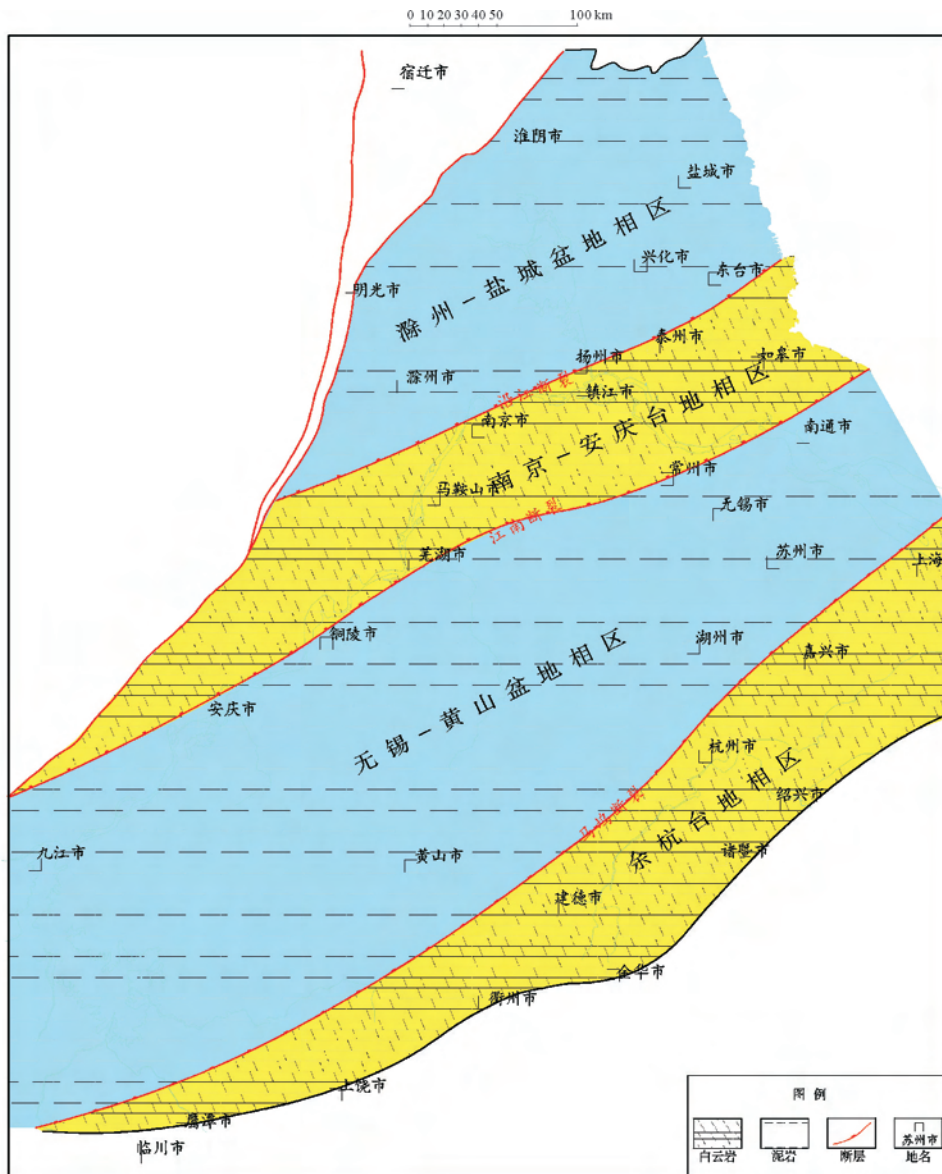 0 10 20 30 40 50 100 km
宿迁市
淮阴市
盐城市
兴化市
东台市
明光市
滁州-盐城盆地相区
泰州市
扬州市
如皋市
滁州市
沿江断裂
镇江市
南京市
南通市
南京-安庆台地相区
常州市
马鞍山市
无锡市
江南断裂
芜湖市
苏州市
上海
铜陵市
湖州市
嘉兴市
无锡-黄山盆地相区
安庆市
杭州市
绍兴市
马坞断裂
余杭台地相区
九江市
黄山市
诸暨市
建德市
金华市
衢州市
上饶市
鹰潭市
临川市
图例
白云岩
泥岩
断层
苏州市
地名